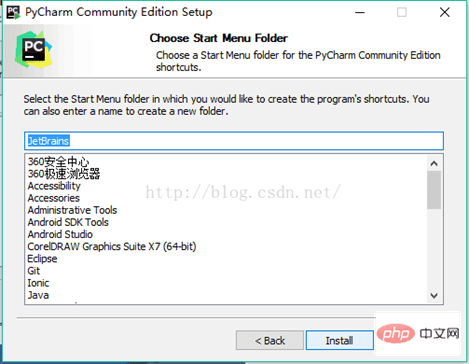 PyCharm Community Edition Setup
PC
Choose Start Menu Folder
Choose a Start Menu folder for the PyCharm Community Edition
shortcuts.
Select the Start Menu folder in which you would like to create the program's shortcuts. You
can also enter a name to create a new folder.
JetBrains
360安全中心
360极速浏览器
Accessibility
Accessories
Administrative Tools
Android SDK Tools
Android Studio
CorelDRAW Graphics Suite X7 (64-bit)
Eclipse
Git
Ionic
Java
http://blog.csdn.net/
< Back
Install
php 中文网